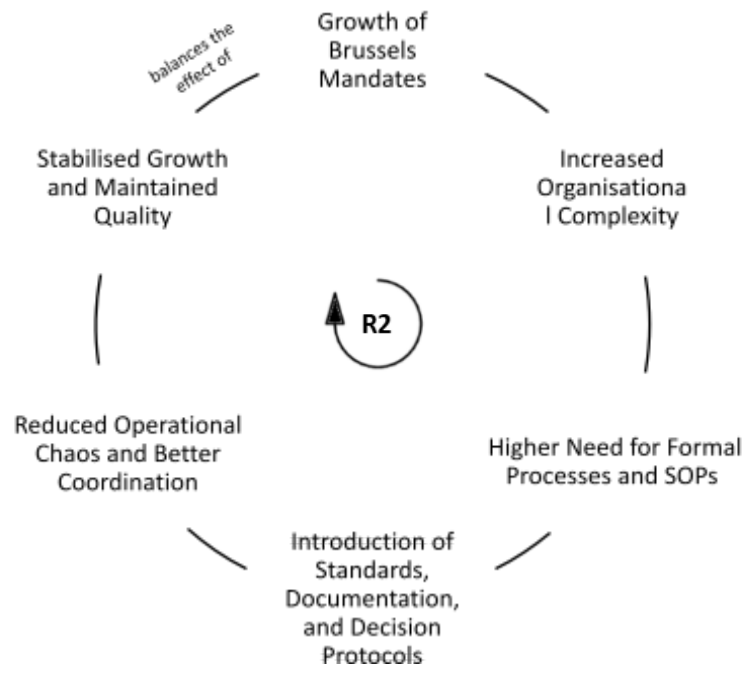 balances the
effect of
Growth of
Brussels
Mandates
Stabilised Growth
and Maintained
Quality
Increased
Organisationa
l Complexity
R2
Reduced Operational
Chaos and Better
Coordination
Higher Need for Formal
Processes and SOPs
Introduction of
Standards,
Documentation,
and Decision
Protocols